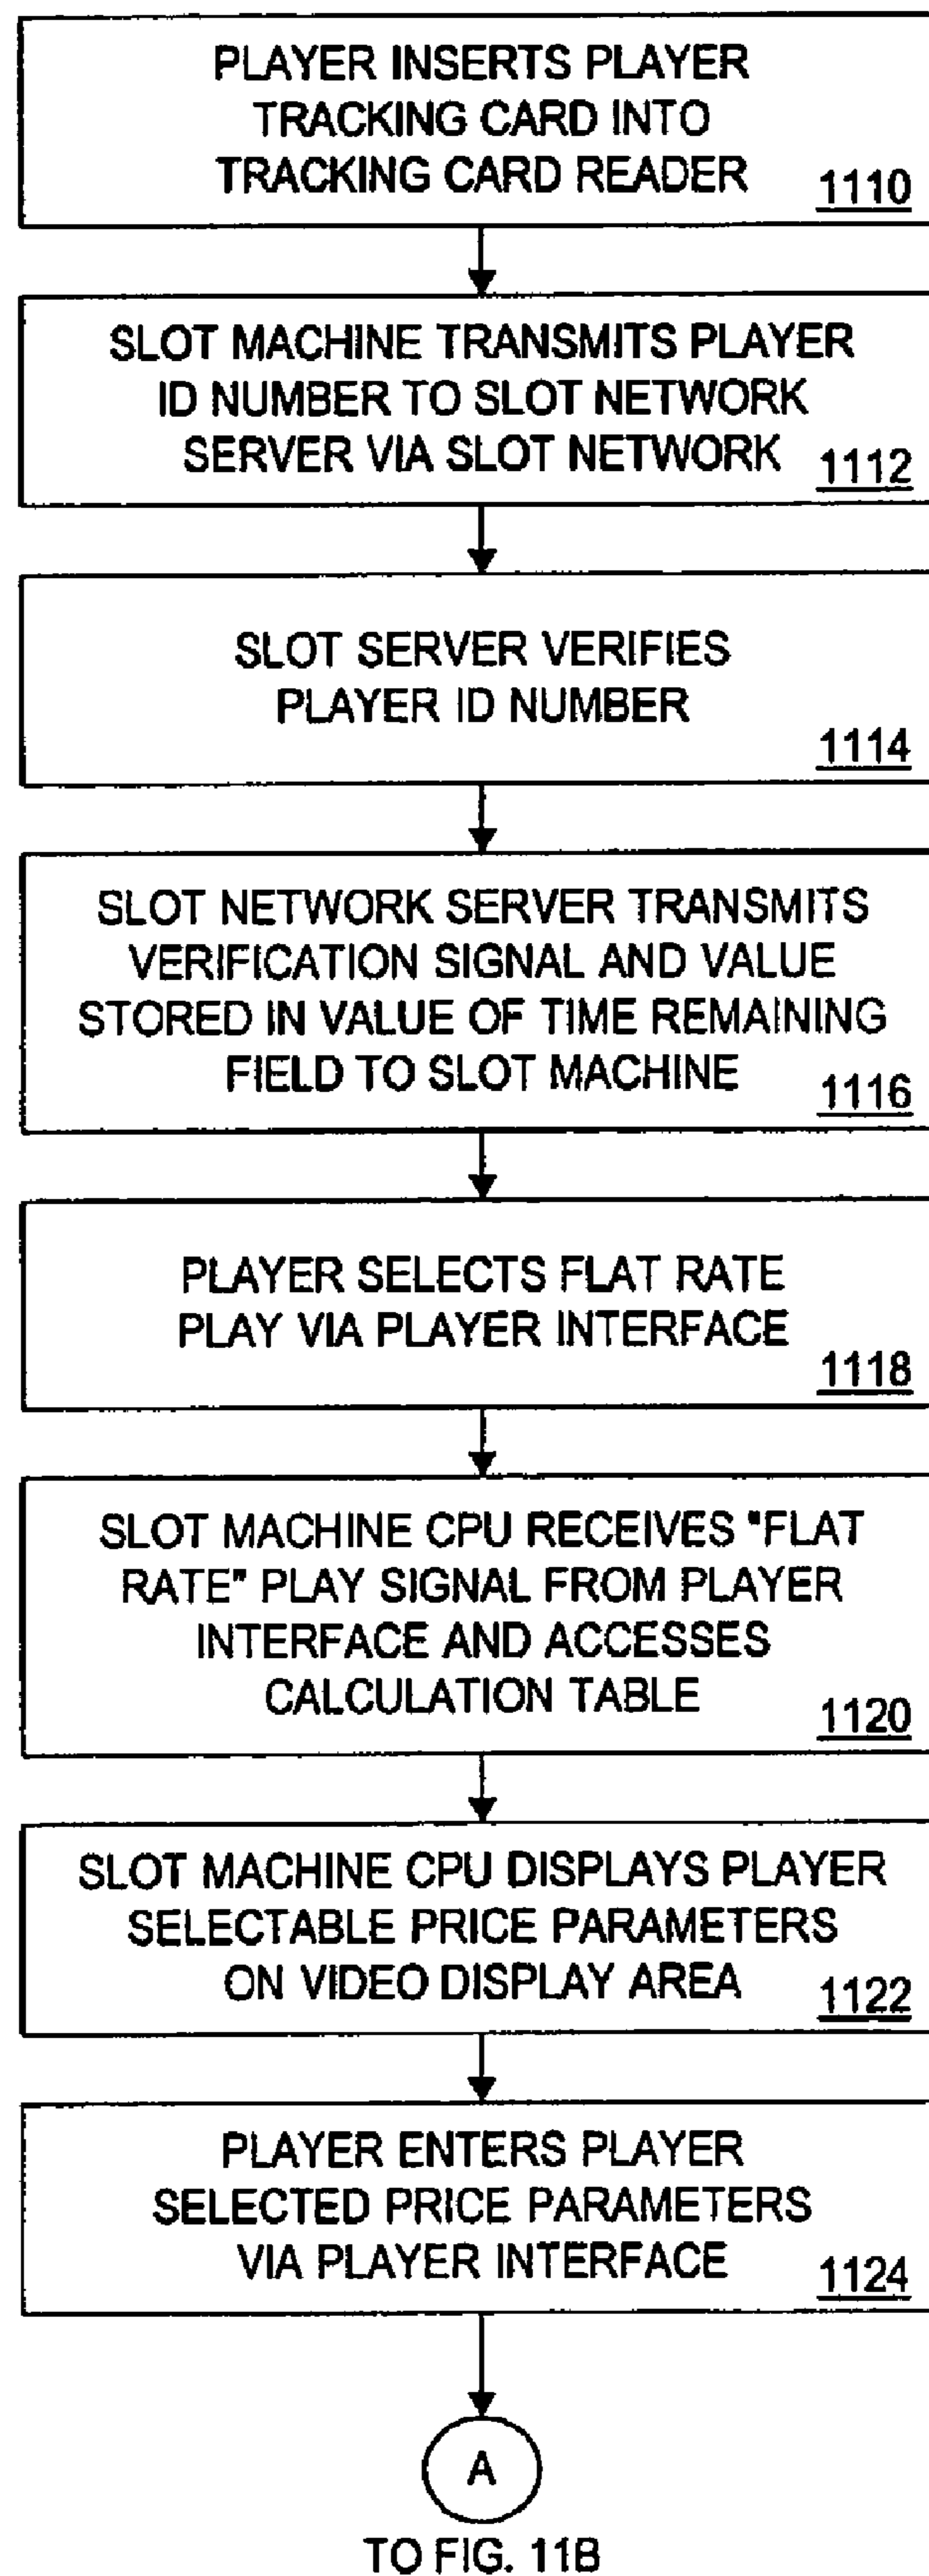 PLAYER INSERTS PLAYER
TRACKING CARD INTO
TRACKING CARD READER
1110
SLOT MACHINE TRANSMITS PLAYER
ID NUMBER TO SLOT NETWORK
SERVER VIA SLOT NETWORK
1112
SLOT SERVER VERIFIES
PLAYER ID NUMBER
1114
SLOT NETWORK SERVER TRANSMITS
VERIFICATION SIGNAL AND VALUE
STORED IN VALUE OF TIME REMAINING
FIELD TO SLOT MACHINE
1116
PLAYER SELECTS FLAT RATE
PLAY VIA PLAYER INTERFACE
1118
SLOT MACHINE CPU RECEIVES "FLAT
RATE" PLAY SIGNAL FROM PLAYER
INTERFACE AND ACCESSES
CALCULATION TABLE
1120
SLOT MACHINE CPU DISPLAYS PLAYER
SELECTABLE PRICE PARAMETERS
ON VIDEO DISPLAY AREA
1122
PLAYER ENTERS PLAYER
SELECTED PRICE PARAMETERS
VIA PLAYER INTERFACE
1124
A
TO FIG. 11B